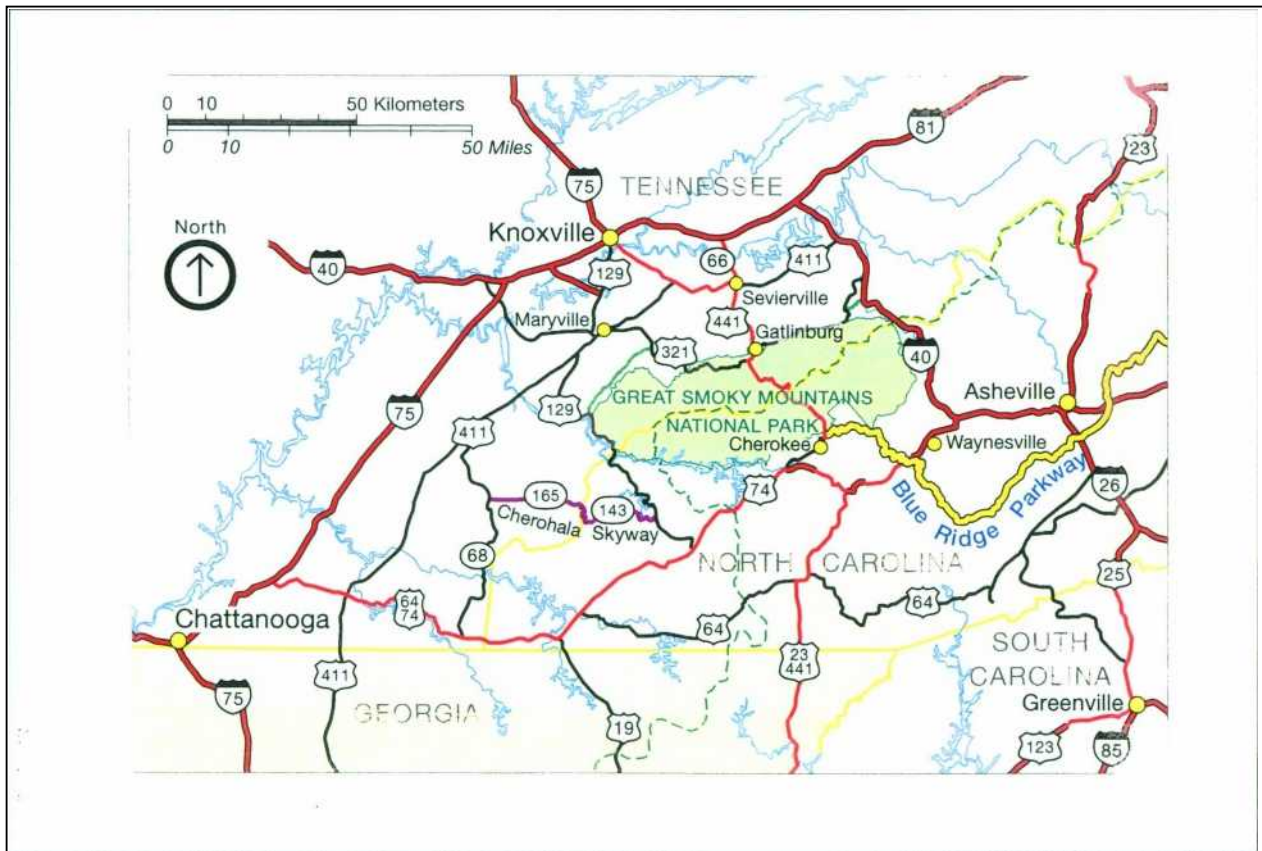 0 10 50 Kilometers
0 10 50 Miles
North
81
23
75
TENNESSEE
Knoxville
40
129
66
411
Sevierville
Maryville
441
Gatlinburg
321
40
GREAT SMOKY MOUNTAINS
NATIONAL PARK
Asheville
75
129
411
Cherokee
Waynesville
74
Blue Ridge Parkway
26
165
143
Cherohala Skyway
68
NORTH CAROLINA
25
64
74
64
64
Chattanooga
SOUTH
CAROLINA
23
441
411
75
GEORGIA
19
Greenville
123
85